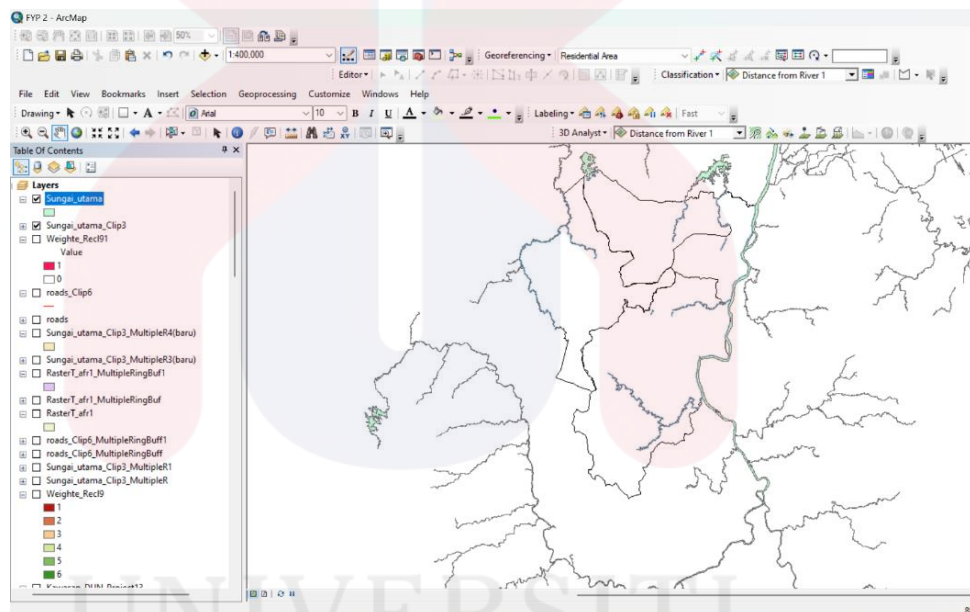 FYP 2 - ArcMap
50%
1:400,000
Georeferencing Residential Area
Editor Classification Distance from River 1
File Edit View Bookmarks Insert Selection Geoprocessing Customize Windows Help
Drawing A Arial 10 B I U A Labeling Fast
3D Analyst Distance from River 1
Table Of Contents
Layers
Sungai_utama
Sungai_utama_Clip3
Weighte_Recl91
Value
1
0
roads_Clip6
roads
Sungai_utama_Clip3_MultipleR4(baru)
Sungai_utama_Clip3_MultipleR3(baru)
RasterT_afr1_MultipleRingBuf1
RasterT_afr1_MultipleRingBuf
RasterT_afr1
roads_Clip6_MultipleRingBuff1
roads_Clip6_MultipleRingBuff
Sungai_utama_Clip3_MultipleR1
Sungai_utama_Clip3_MultipleR
Weighte_Recl9
1
2
3
4
5
6
UNIVERSITI